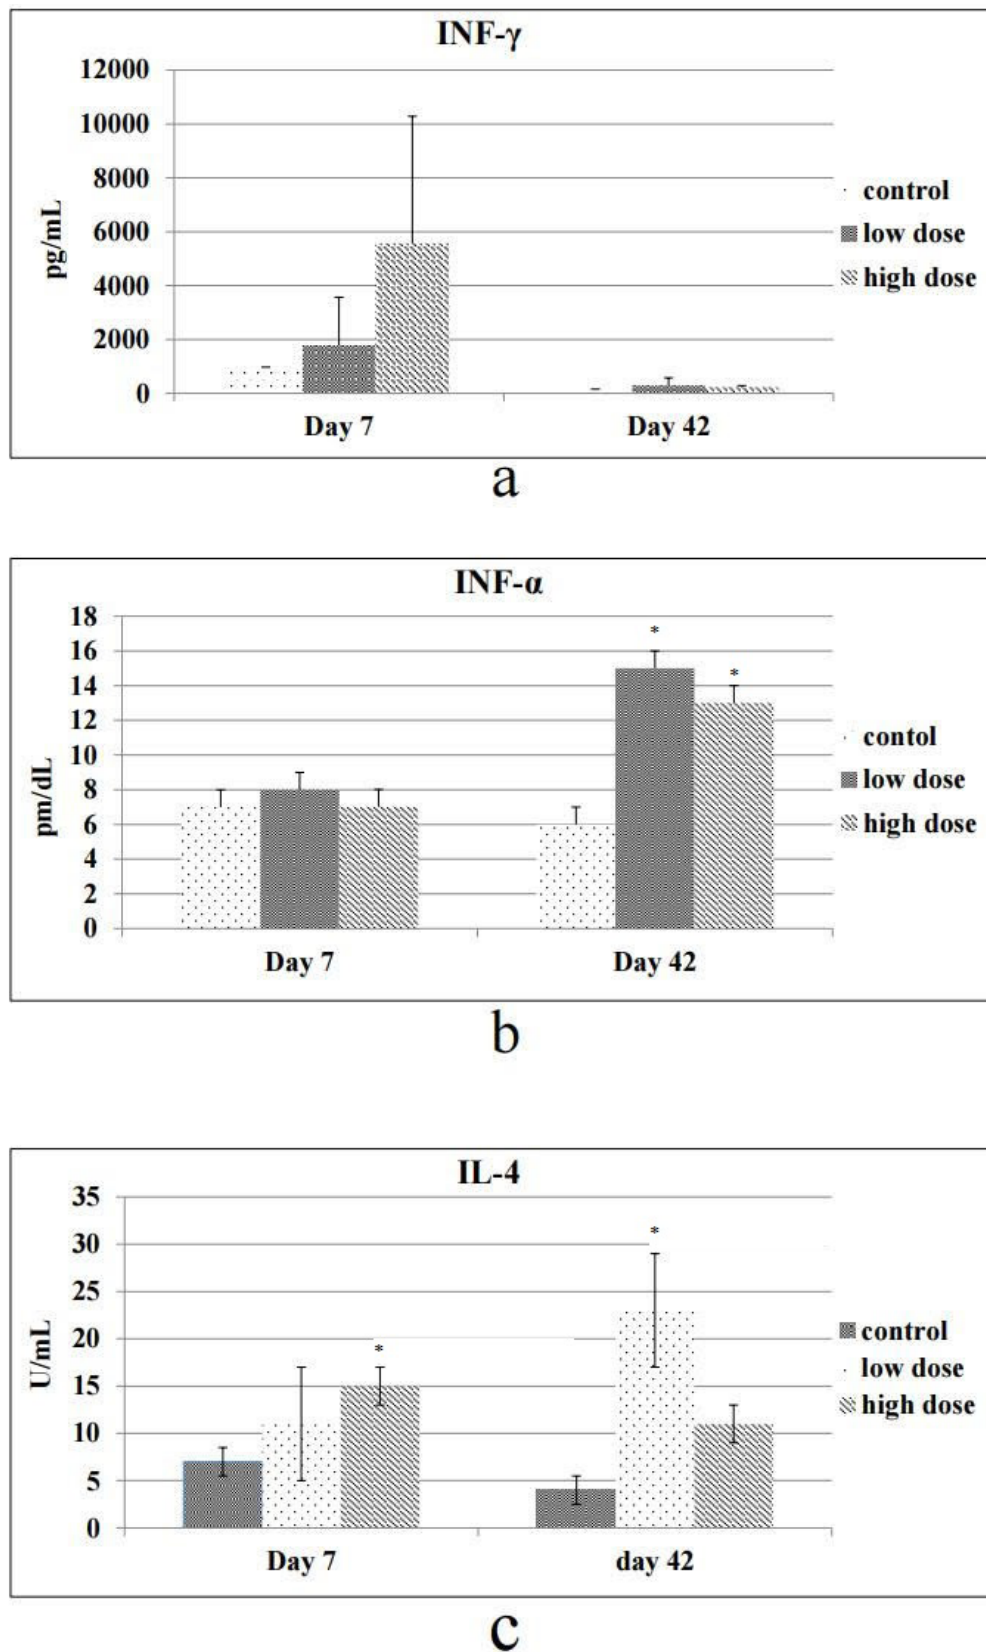 INF-γ
12000
10000
8000
6000
4000
2000
0
pg/mL
Day 7
Day 42
control
low dose
high dose
a
INF-α
18
16
14
12
10
8
6
4
2
0
pm/dL
*
*
Day 7
Day 42
contol
low dose
high dose
b
IL-4
35
30
25
20
15
10
5
0
U/mL
*
*
Day 7
day 42
control
low dose
high dose
c